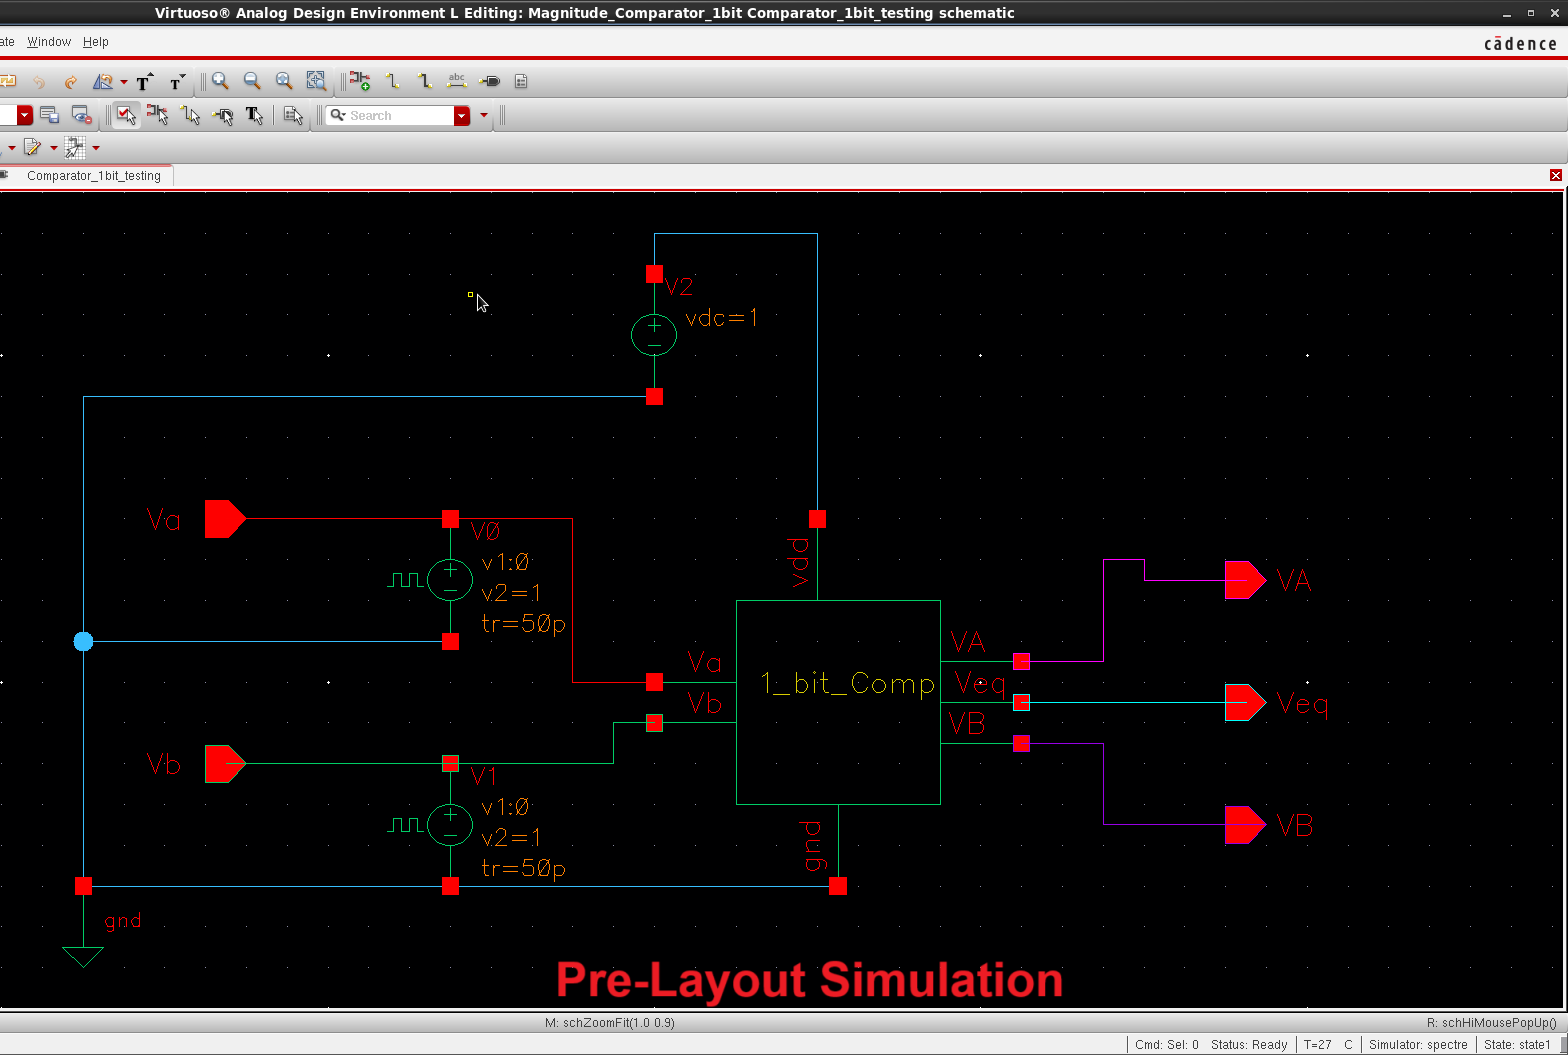 Virtuoso® Analog Design Environment L Editing: Magnitude_Comparator_1bit Comparator_1bit_testing schematic
ate Window Help
cādence
T T
abc
T
Search
Comparator_1bit_testing
V2
vdc=1
Va
V0
v1:0
v2=1
tr=50p
vdd
VA
VA
Va
1_bit_Comp
Veq
Vb
Veq
VB
Vb
V1
v1:0
v2=1
tr=50p
gnd
VB
gnd
Pre-Layout Simulation
M: schZoomFit(1.0 0.9)
R: schHiMousePopUp()
Cmd: Sel: 0 Status: Ready T=27 C Simulator: spectre State: state1